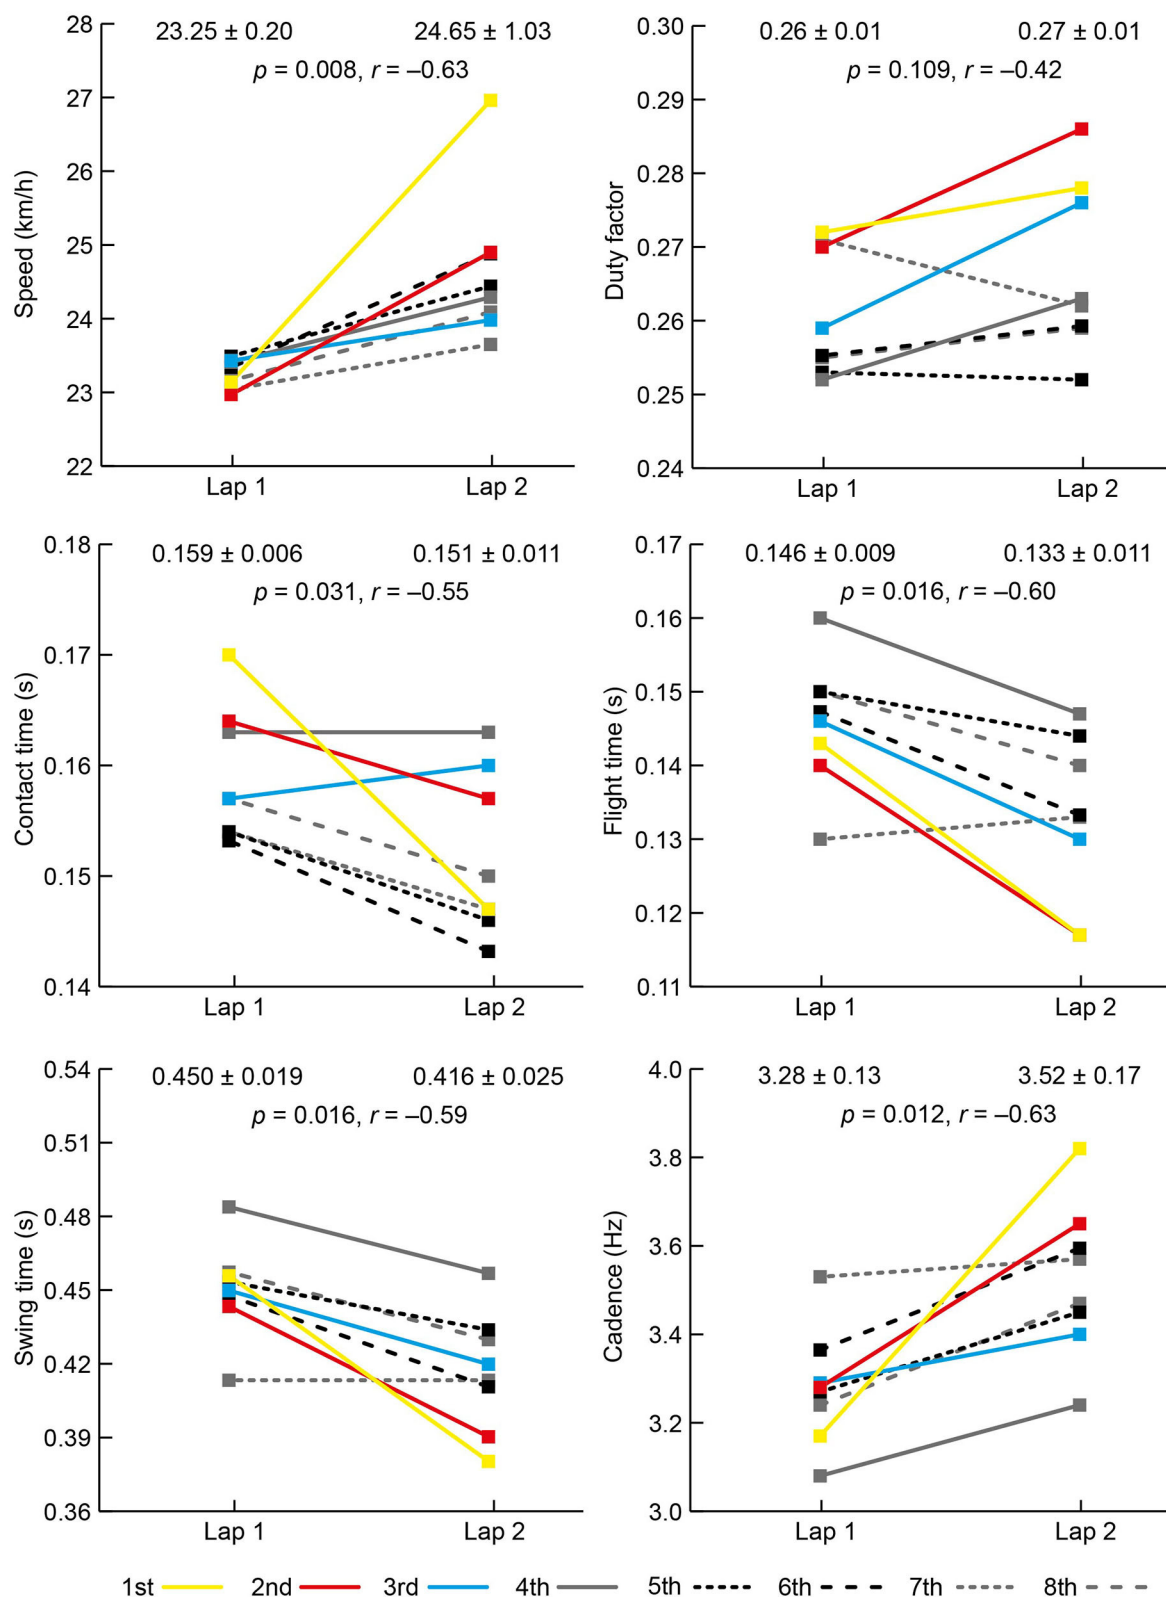 28
27
26
25
24
23
22
Speed (km/h)
23.25 ± 0.20 24.65 ± 1.03
p = 0.008, r = –0.63
Lap 1 Lap 2
0.30
0.29
0.28
0.27
0.26
0.25
0.24
Duty factor
0.26 ± 0.01 0.27 ± 0.01
p = 0.109, r = –0.42
Lap 1 Lap 2
0.18
0.17
0.16
0.15
0.14
Contact time (s)
0.159 ± 0.006 0.151 ± 0.011
p = 0.031, r = –0.55
Lap 1 Lap 2
0.17
0.16
0.15
0.14
0.13
0.12
0.11
Flight time (s)
0.146 ± 0.009 0.133 ± 0.011
p = 0.016, r = –0.60
Lap 1 Lap 2
0.54
0.51
0.48
0.45
0.42
0.39
0.36
Swing time (s)
0.450 ± 0.019 0.416 ± 0.025
p = 0.016, r = –0.59
Lap 1 Lap 2
4.0
3.8
3.6
3.4
3.2
3.0
Cadence (Hz)
3.28 ± 0.13 3.52 ± 0.17
p = 0.012, r = –0.63
Lap 1 Lap 2
1st 2nd 3rd 4th 5th 6th 7th 8th